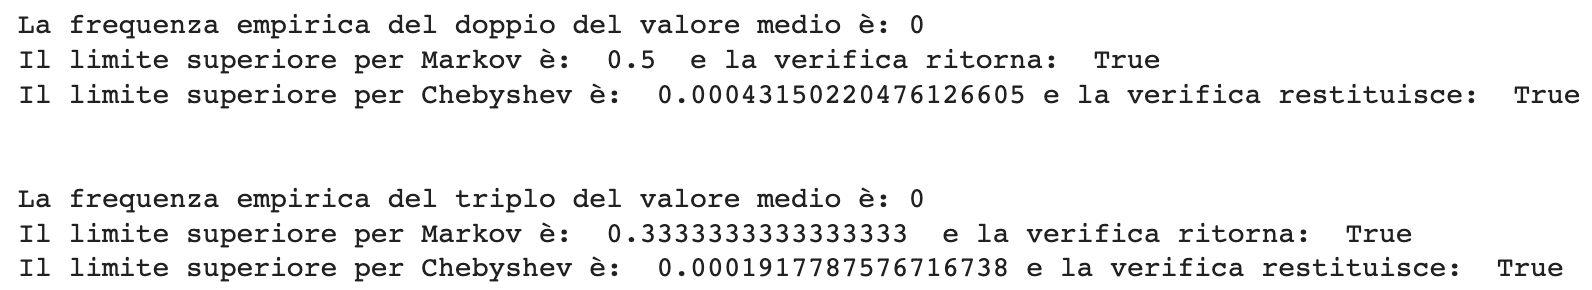 La frequenza empirica del doppio del valore medio è: 0
Il limite superiore per Markov è:  0.5  e la verifica ritorna:  True
Il limite superiore per Chebyshev è:  0.00043150220476126605 e la verifica restituisce:  True
La frequenza empirica del triplo del valore medio è: 0
Il limite superiore per Markov è:  0.3333333333333333  e la verifica ritorna:  True
Il limite superiore per Chebyshev è:  0.0001917787576716738 e la verifica restituisce:  True